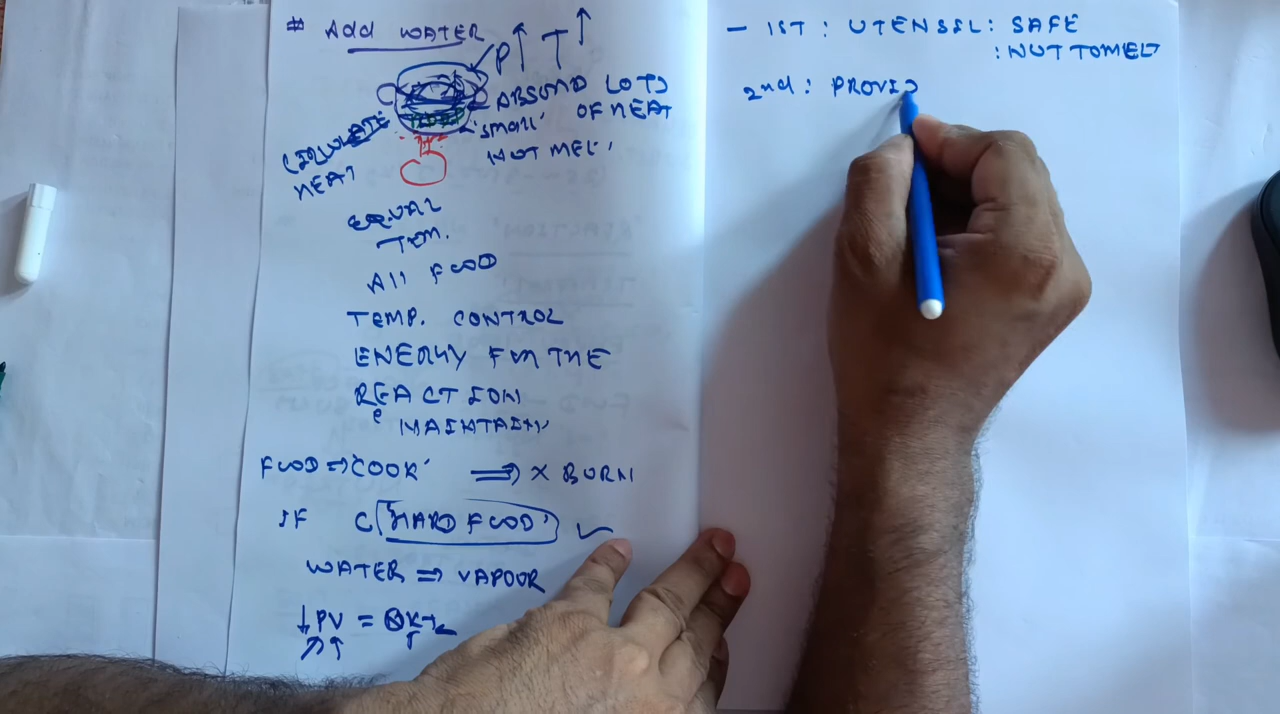 # Add WATER
P↑ T↑
ABSORB LOTS
OF HEAT
'SMALL'
NOT MELT
CIRCULATE
HEAT
EQUAL
TEM.
All FOOD
TEMP. CONTROL
ENERGY FOR THE
REACTION
MAINTAIN
FOOD ⇒ COOK' ⟹ × BURN
IF C(HARD FOOD')
WATER ⇒ VAPOUR
↓PV =
- 1ST : UTENSIL : SAFE
: NOT TO MELT
2nd : PROVID